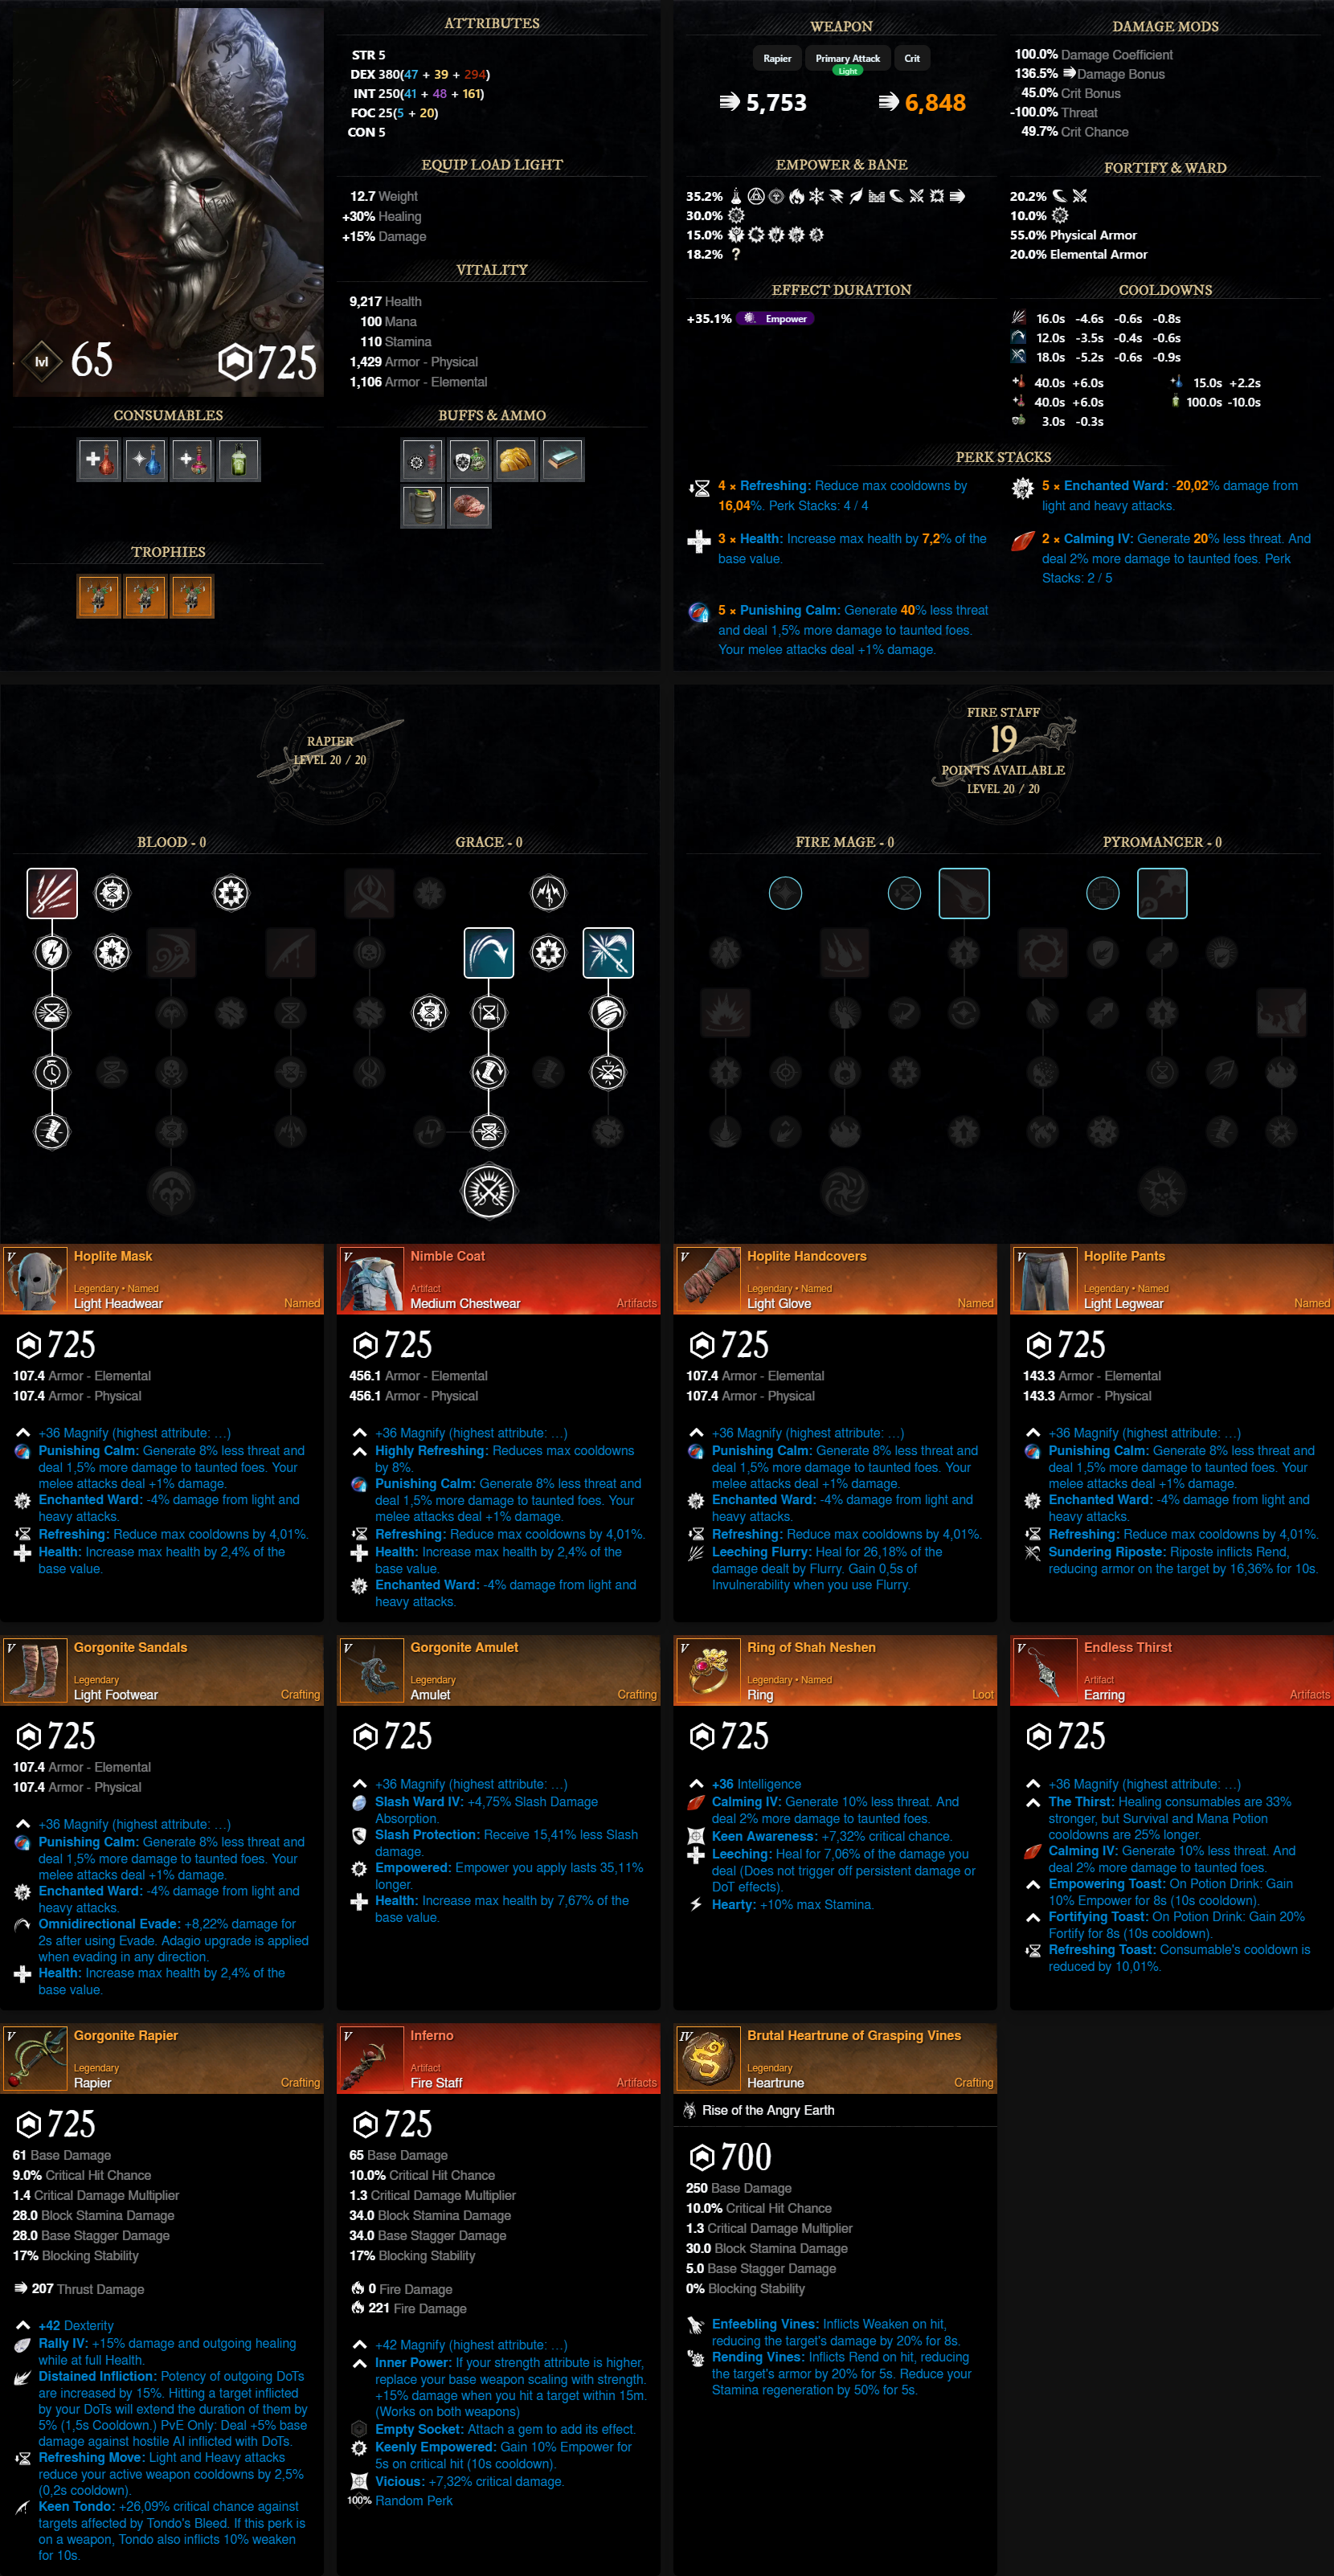 ATTRIBUTES
STR 5
DEX 380(47 + 39 + 294)
INT 250(41 + 48 + 161)
FOC 25(5 + 20)
CON 5
EQUIP LOAD LIGHT
12.7 Weight
+30% Healing
+15% Damage
VITALITY
9,217 Health
100 Mana
110 Stamina
1,429 Armor - Physical
1,106 Armor - Elemental
lvl 65
725
CONSUMABLES
BUFFS & AMMO
TROPHIES
WEAPON
Rapier
Primary Attack
Light
Crit
5,753
6,848
DAMAGE MODS
100.0% Damage Coefficient
136.5% Damage Bonus
45.0% Crit Bonus
-100.0% Threat
49.7% Crit Chance
EMPOWER & BANE
35.2%
30.0%
15.0%
18.2% ?
FORTIFY & WARD
20.2%
10.0%
55.0% Physical Armor
20.0% Elemental Armor
EFFECT DURATION
+35.1% Empower
COOLDOWNS
16.0s -4.6s -0.6s -0.8s
12.0s -3.5s -0.4s -0.6s
18.0s -5.2s -0.6s -0.9s
40.0s +6.0s 15.0s +2.2s
40.0s +6.0s 100.0s -10.0s
3.0s -0.3s
PERK STACKS
4 × Refreshing: Reduce max cooldowns by
16,04%. Perk Stacks: 4 / 4
5 × Enchanted Ward: -20,02% damage from
light and heavy attacks.
3 × Health: Increase max health by 7,2% of the
base value.
2 × Calming IV: Generate 20% less threat. And
deal 2% more damage to taunted foes. Perk
Stacks: 2 / 5
5 × Punishing Calm: Generate 40% less threat
and deal 1,5% more damage to taunted foes.
Your melee attacks deal +1% damage.
RAPIER
LEVEL 20 / 20
BLOOD - 0
GRACE - 0
FIRE STAFF
19
POINTS AVAILABLE
LEVEL 20 / 20
FIRE MAGE - 0
PYROMANCER - 0
V
Hoplite Mask
Legendary • Named
Light Headwear
Named
725
107.4 Armor - Elemental
107.4 Armor - Physical
+36 Magnify (highest attribute: ...)
Punishing Calm: Generate 8% less threat and
deal 1,5% more damage to taunted foes. Your
melee attacks deal +1% damage.
Enchanted Ward: -4% damage from light and
heavy attacks.
Refreshing: Reduce max cooldowns by 4,01%.
Health: Increase max health by 2,4% of the
base value.
V
Nimble Coat
Artifact
Medium Chestwear
Artifacts
725
456.1 Armor - Elemental
456.1 Armor - Physical
+36 Magnify (highest attribute: ...)
Highly Refreshing: Reduces max cooldowns
by 8%.
Punishing Calm: Generate 8% less threat and
deal 1,5% more damage to taunted foes. Your
melee attacks deal +1% damage.
Refreshing: Reduce max cooldowns by 4,01%.
Health: Increase max health by 2,4% of the
base value.
Enchanted Ward: -4% damage from light and
heavy attacks.
V
Hoplite Handcovers
Legendary • Named
Light Glove
Named
725
107.4 Armor - Elemental
107.4 Armor - Physical
+36 Magnify (highest attribute: ...)
Punishing Calm: Generate 8% less threat and
deal 1,5% more damage to taunted foes. Your
melee attacks deal +1% damage.
Enchanted Ward: -4% damage from light and
heavy attacks.
Refreshing: Reduce max cooldowns by 4,01%.
Leeching Flurry: Heal for 26,18% of the
damage dealt by Flurry. Gain 0,5s of
Invulnerability when you use Flurry.
V
Hoplite Pants
Legendary • Named
Light Legwear
Named
725
143.3 Armor - Elemental
143.3 Armor - Physical
+36 Magnify (highest attribute: ...)
Punishing Calm: Generate 8% less threat and
deal 1,5% more damage to taunted foes. Your
melee attacks deal +1% damage.
Enchanted Ward: -4% damage from light and
heavy attacks.
Refreshing: Reduce max cooldowns by 4,01%.
Sundering Riposte: Riposte inflicts Rend,
reducing armor on the target by 16,36% for 10s.
V
Gorgonite Sandals
Legendary
Light Footwear
Crafting
725
107.4 Armor - Elemental
107.4 Armor - Physical
+36 Magnify (highest attribute: ...)
Punishing Calm: Generate 8% less threat and
deal 1,5% more damage to taunted foes. Your
melee attacks deal +1% damage.
Enchanted Ward: -4% damage from light and
heavy attacks.
Omnidirectional Evade: +8,22% damage for
2s after using Evade. Adagio upgrade is applied
when evading in any direction.
Health: Increase max health by 2,4% of the
base value.
V
Gorgonite Amulet
Legendary
Amulet
Crafting
725
+36 Magnify (highest attribute: ...)
Slash Ward IV: +4,75% Slash Damage
Absorption.
Slash Protection: Receive 15,41% less Slash
damage.
Empowered: Empower you apply lasts 35,11%
longer.
Health: Increase max health by 7,67% of the
base value.
V
Ring of Shah Neshen
Legendary • Named
Ring
Loot
725
+36 Intelligence
Calming IV: Generate 10% less threat. And
deal 2% more damage to taunted foes.
Keen Awareness: +7,32% critical chance.
Leeching: Heal for 7,06% of the damage you
deal (Does not trigger off persistent damage or
DoT effects).
Hearty: +10% max Stamina.
V
Endless Thirst
Artifact
Earring
Artifacts
725
+36 Magnify (highest attribute: ...)
The Thirst: Healing consumables are 33%
stronger, but Survival and Mana Potion
cooldowns are 25% longer.
Calming IV: Generate 10% less threat. And
deal 2% more damage to taunted foes.
Empowering Toast: On Potion Drink: Gain
10% Empower for 8s (10s cooldown).
Fortifying Toast: On Potion Drink: Gain 20%
Fortify for 8s (10s cooldown).
Refreshing Toast: Consumable's cooldown is
reduced by 10,01%.
V
Gorgonite Rapier
Legendary
Rapier
Crafting
725
61 Base Damage
9.0% Critical Hit Chance
1.4 Critical Damage Multiplier
28.0 Block Stamina Damage
28.0 Base Stagger Damage
17% Blocking Stability
207 Thrust Damage
+42 Dexterity
Rally IV: +15% damage and outgoing healing
while at full Health.
Distained Infliction: Potency of outgoing DoTs
are increased by 15%. Hitting a target inflicted
by your DoTs will extend the duration of them by
5% (1,5s Cooldown.) PvE Only: Deal +5% base
damage against hostile AI inflicted with DoTs.
Refreshing Move: Light and Heavy attacks
reduce your active weapon cooldowns by 2,5%
(0,2s cooldown).
Keen Tondo: +26,09% critical chance against
targets affected by Tondo's Bleed. If this perk is
on a weapon, Tondo also inflicts 10% weaken
for 10s.
V
Inferno
Artifact
Fire Staff
Artifacts
725
65 Base Damage
10.0% Critical Hit Chance
1.3 Critical Damage Multiplier
34.0 Block Stamina Damage
34.0 Base Stagger Damage
17% Blocking Stability
0 Fire Damage
221 Fire Damage
+42 Magnify (highest attribute: ...)
Inner Power: If your strength attribute is higher,
replace your base weapon scaling with strength.
+15% damage when you hit a target within 15m.
(Works on both weapons)
Empty Socket: Attach a gem to add its effect.
Keenly Empowered: Gain 10% Empower for
5s on critical hit (10s cooldown).
Vicious: +7,32% critical damage.
100% Random Perk
IV
Brutal Heartrune of Grasping Vines
Legendary
Heartrune
Crafting
Rise of the Angry Earth
700
250 Base Damage
10.0% Critical Hit Chance
1.3 Critical Damage Multiplier
30.0 Block Stamina Damage
5.0 Base Stagger Damage
0% Blocking Stability
Enfeebling Vines: Inflicts Weaken on hit,
reducing the target's damage by 20% for 8s.
Rending Vines: Inflicts Rend on hit, reducing
the target's armor by 20% for 5s. Reduce your
Stamina regeneration by 50% for 5s.